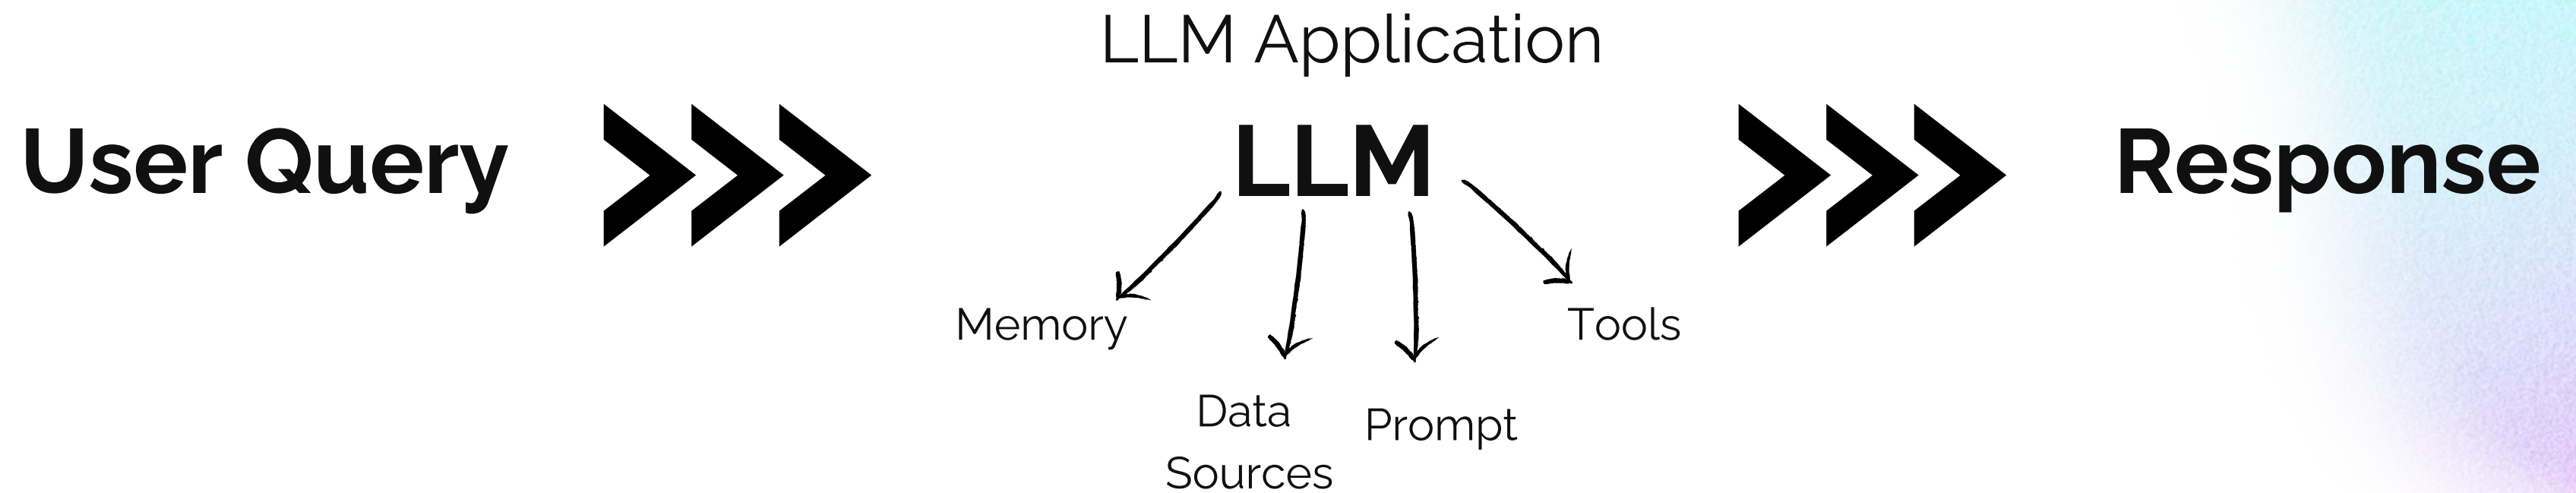 LLM Application
User Query
LLM
Response
Memory
Tools
Data
Sources
Prompt